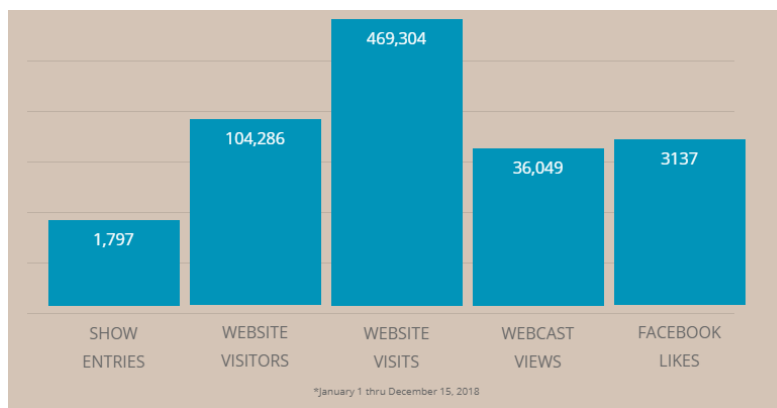 469,304
104,286
3137
36,049
1,797
SHOW
ENTRIES
WEBSITE
VISITORS
WEBSITE
VISITS
WEBCAST
VIEWS
FACEBOOK
LIKES
*January 1 thru December 15, 2018